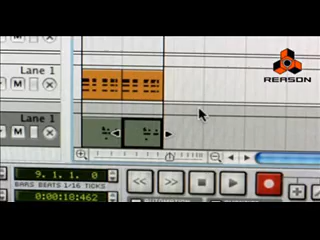 REASON
Lane 1
M
Lane 1
M
9. 1. 1. 0
BARS BEATS 1/16 TICKS
0:00:18:462